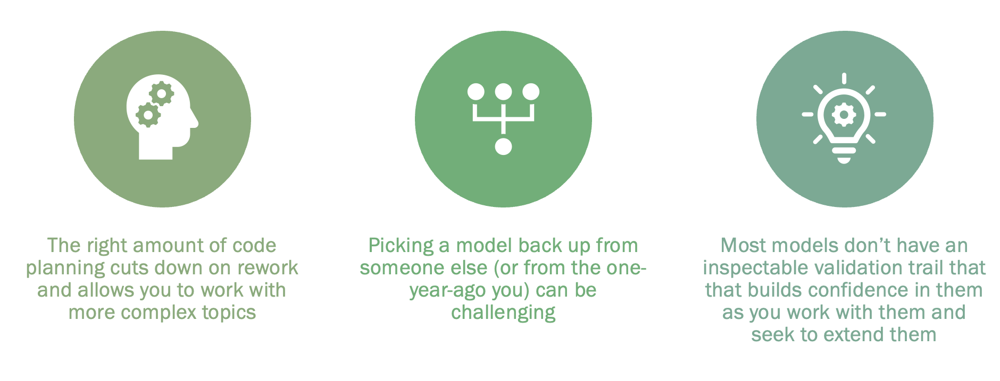 The right amount of code
planning cuts down on rework
and allows you to work with
more complex topics
Picking a model back up from
someone else (or from the one-
year-ago you) can be
challenging
Most models don’t have an
inspectable validation trail that
that builds confidence in them
as you work with them and
seek to extend them